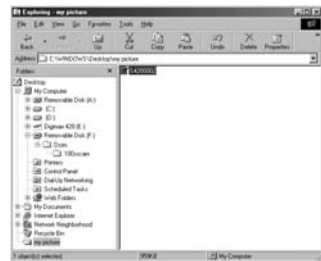 Exploring - my picture
File Edit View Go Favorites Tools Help
Back Up Cut Copy Paste Undo Delete Properties
Address C:\WINDOWS\Desktop\my picture
Folders
Desktop
My Computer
Removable Disk (A:)
(C:)
(D:)
Digimax 420 (E:)
Removable Disk (F:)
Dcim
100sscam
Printers
Control Panel
Dial-Up Networking
Scheduled Tasks
Web Folders
My Documents
Internet Explorer
Network Neighborhood
Recycle Bin
my picture
1 object(s) selected
My Computer